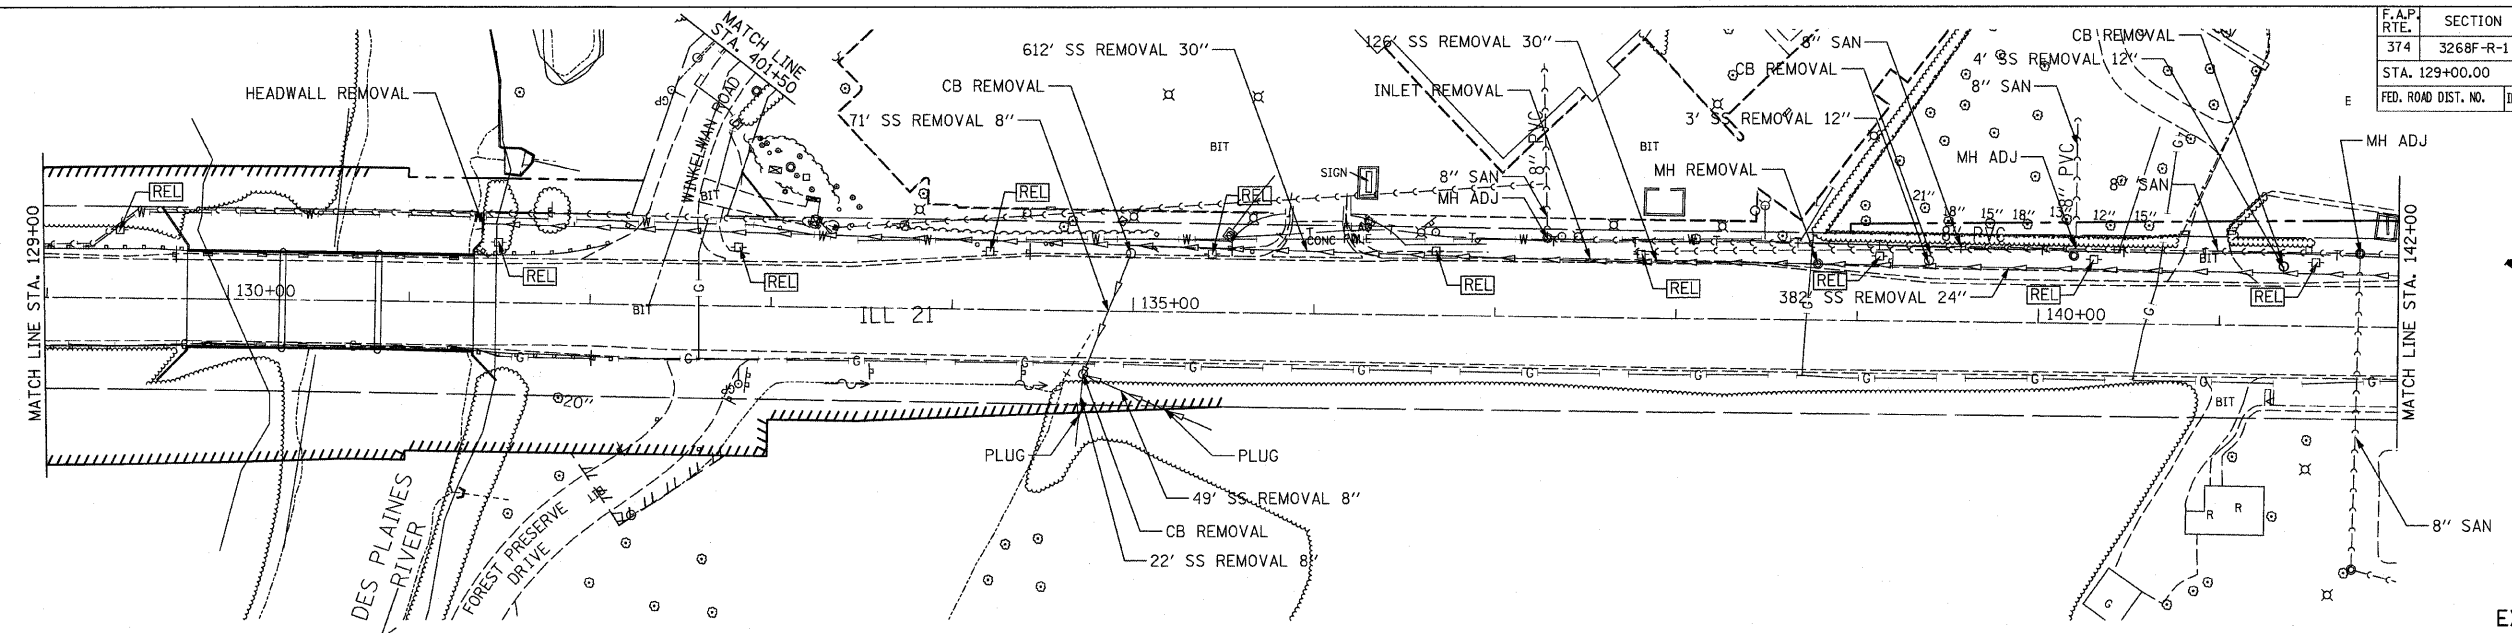 F.A.P. RTE.
SECTION
374
3268F-R-1
STA. 129+00.00
FED. ROAD DIST. NO.
MATCH LINE
STA. 401+50
612' SS REMOVAL 30''
126' SS REMOVAL 30''
8'' SAN
CB REMOVAL
4' SS REMOVAL 12''
CB REMOVAL
8'' SAN
HEADWALL REMOVAL
CB REMOVAL
INLET REMOVAL
71' SS REMOVAL 8''
3' SS REMOVAL 12''
E
GP
WINKELMAN ROAD
BIT
BIT
8'' PVC
BIT
MH REMOVAL
MH ADJ
8'' PVC
MH ADJ
SIGN
8'' SAN
MH ADJ
8'' SAN
REL
REL
REL
BIT
21''
8''
15''
18''
13''
12''
15''
CONC
BIT
REL
REL
REL
REL
REL
REL
REL
MATCH LINE STA. 129+00
130+00
BIT
ILL 21
135+00
382' SS REMOVAL 24''
140+00
MATCH LINE STA. 142+00
G
G
G
G
G
G
G
G
G
G
G
20''
BIT
PLUG
PLUG
49' SS REMOVAL 8''
CB REMOVAL
22' SS REMOVAL 8''
BIT
DES PLAINES
RIVER
FOREST PRESERVE
DRIVE
R
R
G
8'' SAN